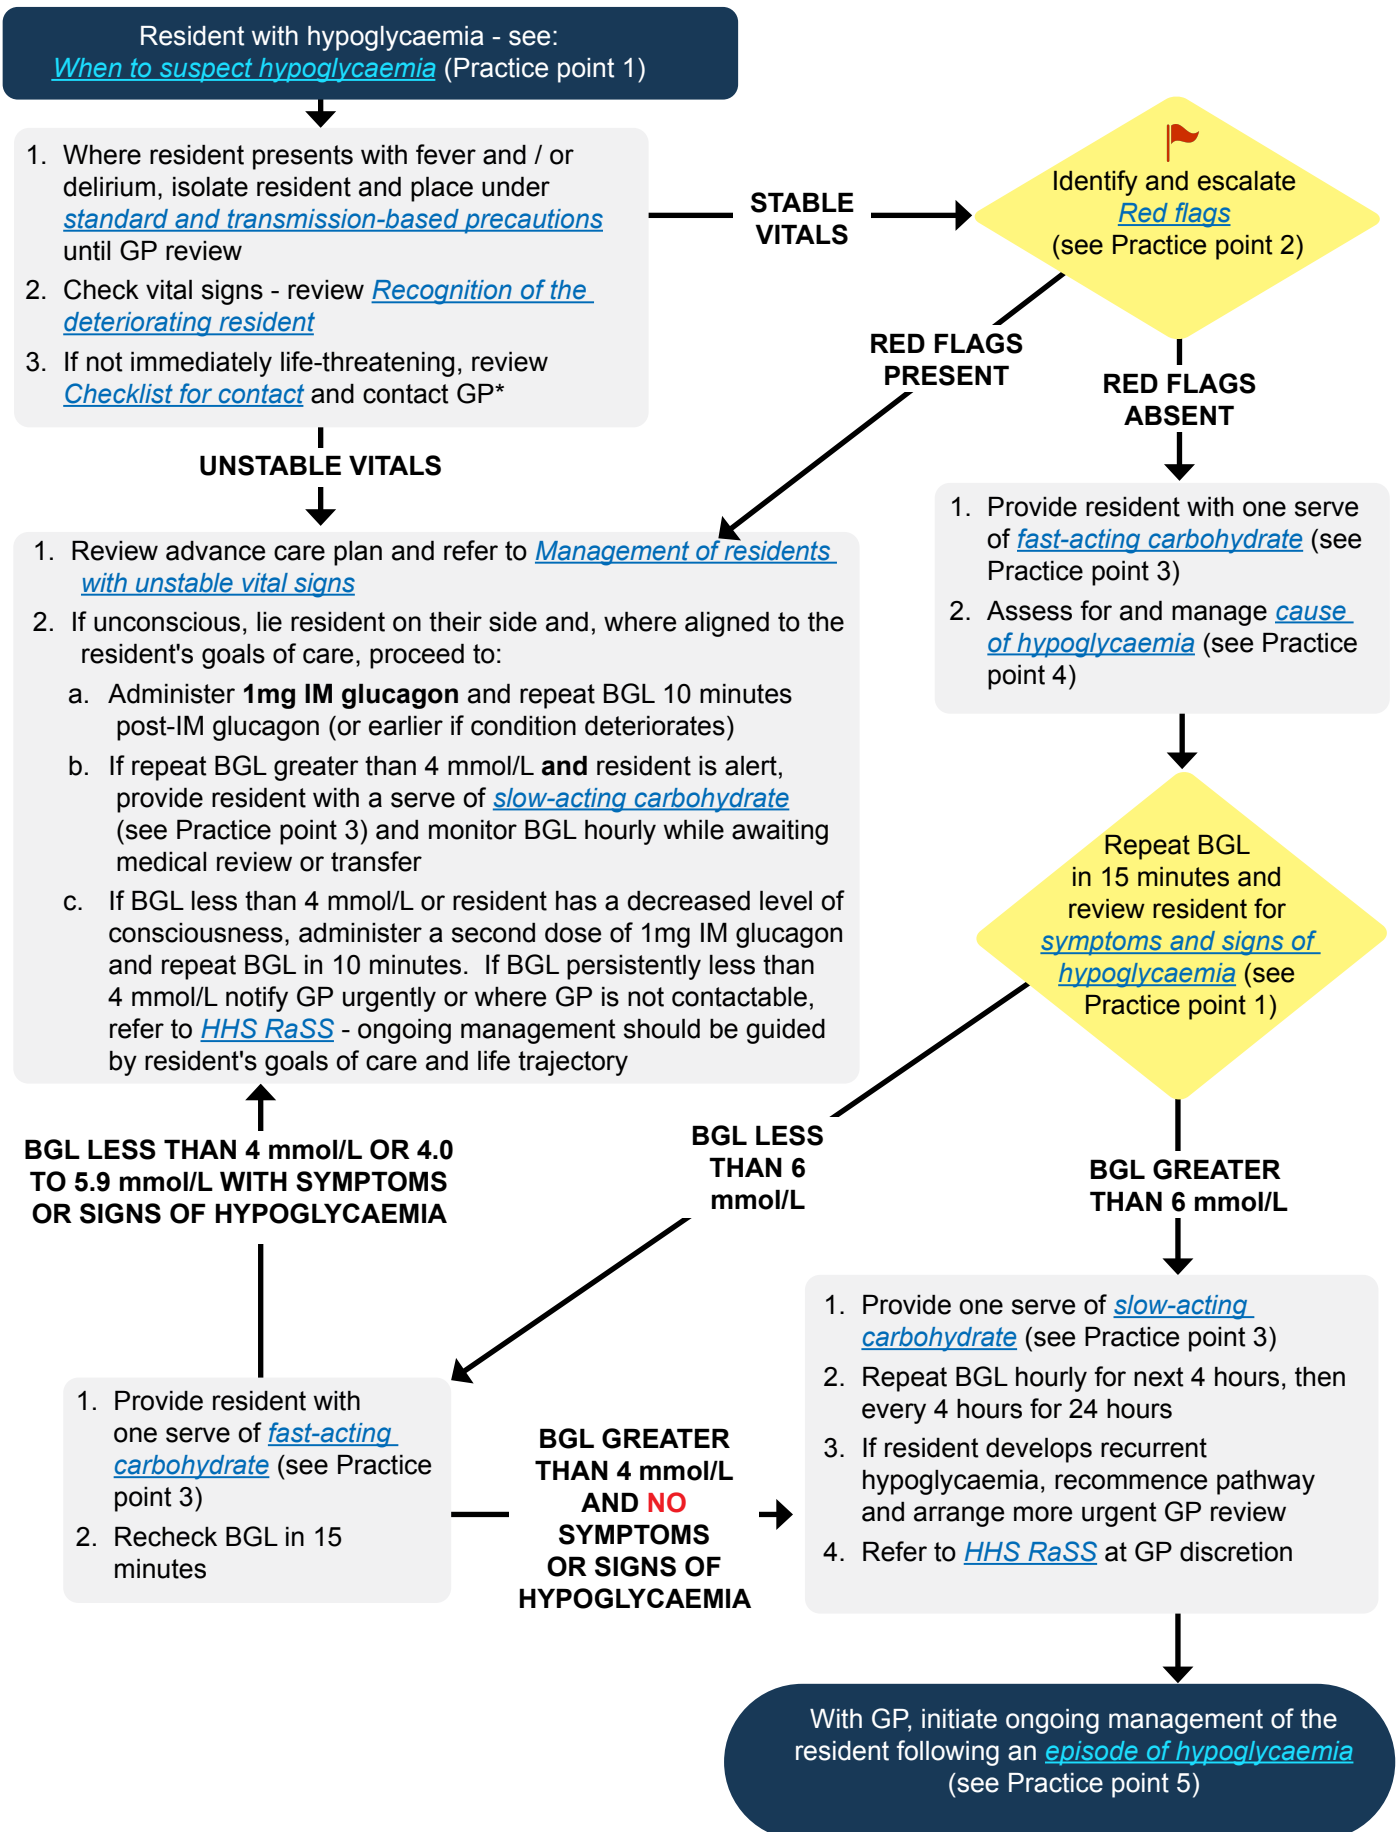 Resident with hypoglycaemia - see:
When to suspect hypoglycaemia (Practice point 1)
1. Where resident presents with fever and / or
delirium, isolate resident and place under
standard and transmission-based precautions
until GP review
2. Check vital signs - review Recognition of the
deteriorating resident
3. If not immediately life-threatening, review
Checklist for contact and contact GP*
STABLE
VITALS
Identify and escalate
Red flags
(see Practice point 2)
RED FLAGS
PRESENT
RED FLAGS
ABSENT
UNSTABLE VITALS
1. Review advance care plan and refer to Management of residents
with unstable vital signs
2. If unconscious, lie resident on their side and, where aligned to the
resident's goals of care, proceed to:
a. Administer 1mg IM glucagon and repeat BGL 10 minutes
post-IM glucagon (or earlier if condition deteriorates)
b. If repeat BGL greater than 4 mmol/L and resident is alert,
provide resident with a serve of slow-acting carbohydrate
(see Practice point 3) and monitor BGL hourly while awaiting
medical review or transfer
c. If BGL less than 4 mmol/L or resident has a decreased level of
consciousness, administer a second dose of 1mg IM glucagon
and repeat BGL in 10 minutes. If BGL persistently less than
4 mmol/L notify GP urgently or where GP is not contactable,
refer to HHS RaSS - ongoing management should be guided
by resident's goals of care and life trajectory
1. Provide resident with one serve
of fast-acting carbohydrate (see
Practice point 3)
2. Assess for and manage cause
of hypoglycaemia (see Practice
point 4)
Repeat BGL
in 15 minutes and
review resident for
symptoms and signs of
hypoglycaemia (see
Practice point 1)
BGL LESS THAN 4 mmol/L OR 4.0
TO 5.9 mmol/L WITH SYMPTOMS
OR SIGNS OF HYPOGLYCAEMIA
BGL LESS
THAN 6
mmol/L
BGL GREATER
THAN 6 mmol/L
1. Provide resident with
one serve of fast-acting
carbohydrate (see Practice
point 3)
2. Recheck BGL in 15
minutes
BGL GREATER
THAN 4 mmol/L
AND NO
SYMPTOMS
OR SIGNS OF
HYPOGLYCAEMIA
1. Provide one serve of slow-acting
carbohydrate (see Practice point 3)
2. Repeat BGL hourly for next 4 hours, then
every 4 hours for 24 hours
3. If resident develops recurrent
hypoglycaemia, recommence pathway
and arrange more urgent GP review
4. Refer to HHS RaSS at GP discretion
With GP, initiate ongoing management of the
resident following an episode of hypoglycaemia
(see Practice point 5)